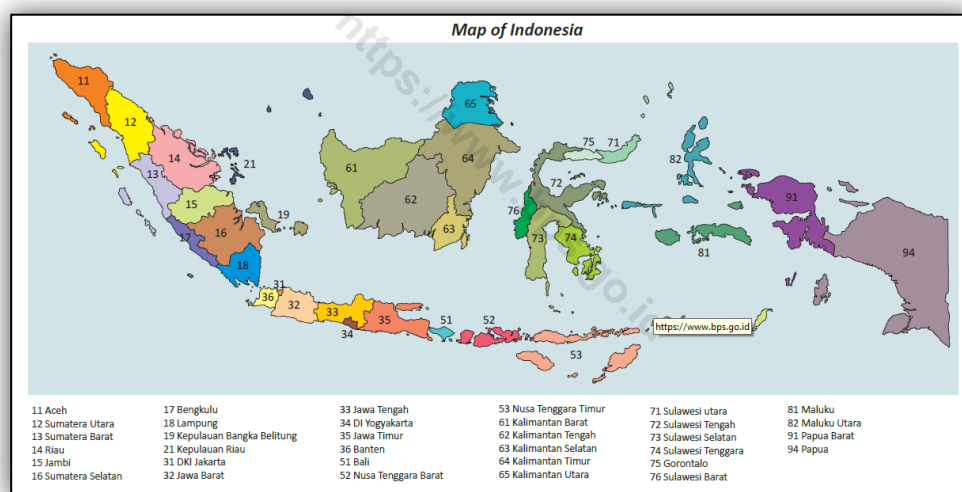 Map of Indonesia
https://www.bps.go.id
11
12
65
14
75
71
21
13
61
64
82
72
15
62
91
76
19
17
16
63
73
74
94
18
81
31
36
32
33
35
51
52
https://www.bps.go.id
34
53
11 Aceh
12 Sumatera Utara
13 Sumatera Barat
14 Riau
15 Jambi
16 Sumatera Selatan
17 Bengkulu
18 Lampung
19 Kepulauan Bangka Belitung
21 Kepulauan Riau
31 DKI Jakarta
32 Jawa Barat
33 Jawa Tengah
34 DI Yogyakarta
35 Jawa Timur
36 Banten
51 Bali
52 Nusa Tenggara Barat
53 Nusa Tenggara Timur
61 Kalimantan Barat
62 Kalimantan Tengah
63 Kalimantan Selatan
64 Kalimantan Timur
65 Kalimantan Utara
71 Sulawesi utara
72 Sulawesi Tengah
73 Sulawesi Selatan
74 Sulawesi Tenggara
75 Gorontalo
76 Sulawesi Barat
81 Maluku
82 Maluku Utara
91 Papua Barat
94 Papua